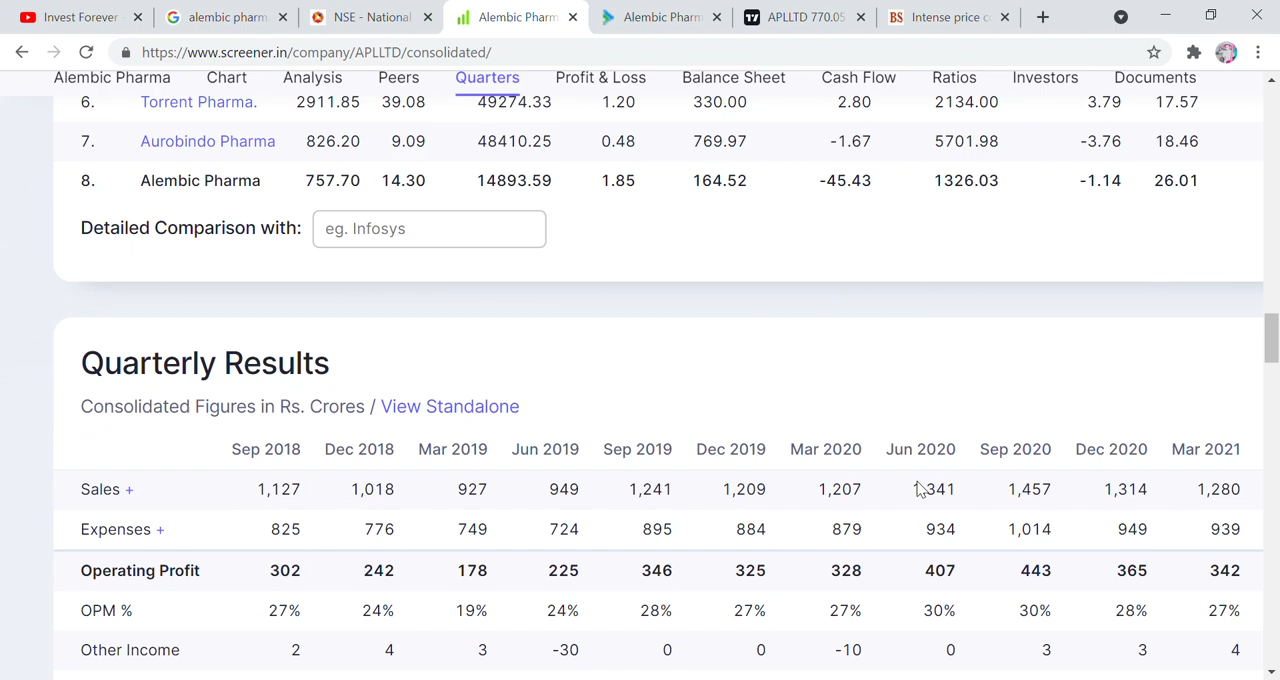 Invest Forever
alembic pharm
NSE - National
Alembic Pharm
Alembic Pharm
APLLTD 770.05
BS Intense price c
https://www.screener.in/company/APLLTD/consolidated/
Alembic Pharma Chart Analysis Peers Quarters Profit & Loss Balance Sheet Cash Flow Ratios Investors Documents
6. Torrent Pharma. 2911.85 39.08 49274.33 1.20 330.00 2.80 2134.00 3.79 17.57
7. Aurobindo Pharma 826.20 9.09 48410.25 0.48 769.97 -1.67 5701.98 -3.76 18.46
8. Alembic Pharma 757.70 14.30 14893.59 1.85 164.52 -45.43 1326.03 -1.14 26.01
Detailed Comparison with: eg. Infosys
Quarterly Results
Consolidated Figures in Rs. Crores / View Standalone
Sep 2018 Dec 2018 Mar 2019 Jun 2019 Sep 2019 Dec 2019 Mar 2020 Jun 2020 Sep 2020 Dec 2020 Mar 2021
Sales + 1,127 1,018 927 949 1,241 1,209 1,207 1,341 1,457 1,314 1,280
Expenses + 825 776 749 724 895 884 879 934 1,014 949 939
Operating Profit 302 242 178 225 346 325 328 407 443 365 342
OPM % 27% 24% 19% 24% 28% 27% 27% 30% 30% 28% 27%
Other Income 2 4 3 -30 0 0 -10 0 3 3 4